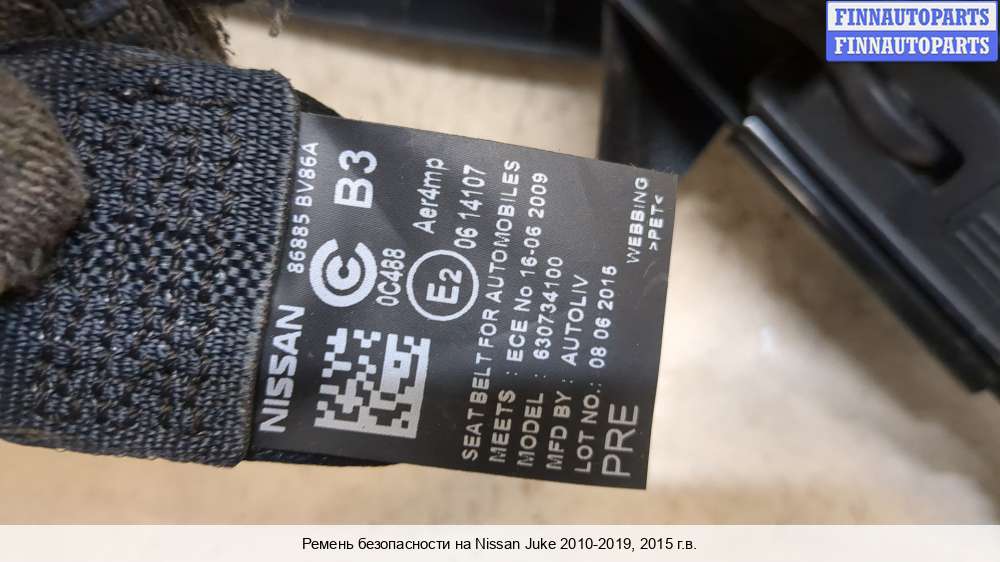 FINNAUTOPARTS
FINNAUTOPARTS
NISSAN 86885 BV86A
C B3
0C488
E2 Aer4mp
06 14107
SEAT BELT FOR AUTOMOBILES
MEETS : ECE No 16-06 2009
MODEL : 630734100
MFD BY : AUTOLIV
LOT NO.: 08 06 2015
PRE WEBBING
>PET<
Ремень безопасности на Nissan Juke 2010-2019, 2015 г.в.